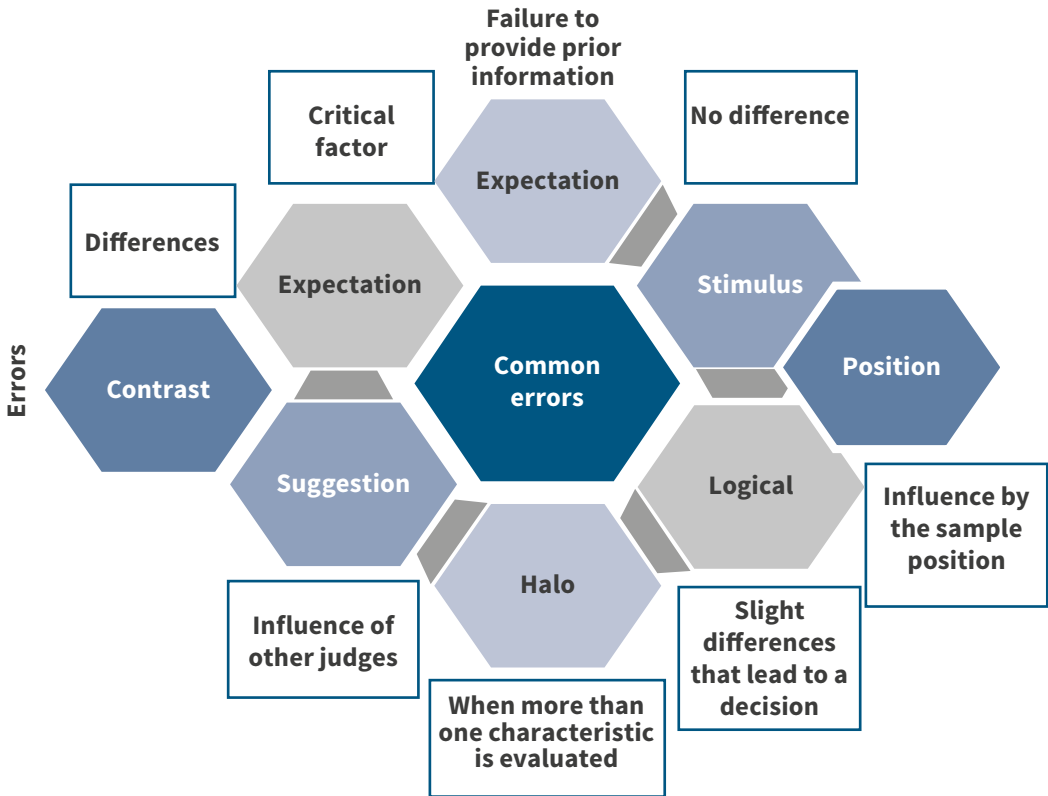 Failure to
provide prior
information
Critical
factor
Expectation
No difference
Differences
Expectation
Stimulus
Errors
Contrast
Common
errors
Position
Suggestion
Logical
Influence by
the sample
position
Halo
Influence of
other judges
Slight
differences
that lead to a
decision
When more than
one characteristic
is evaluated